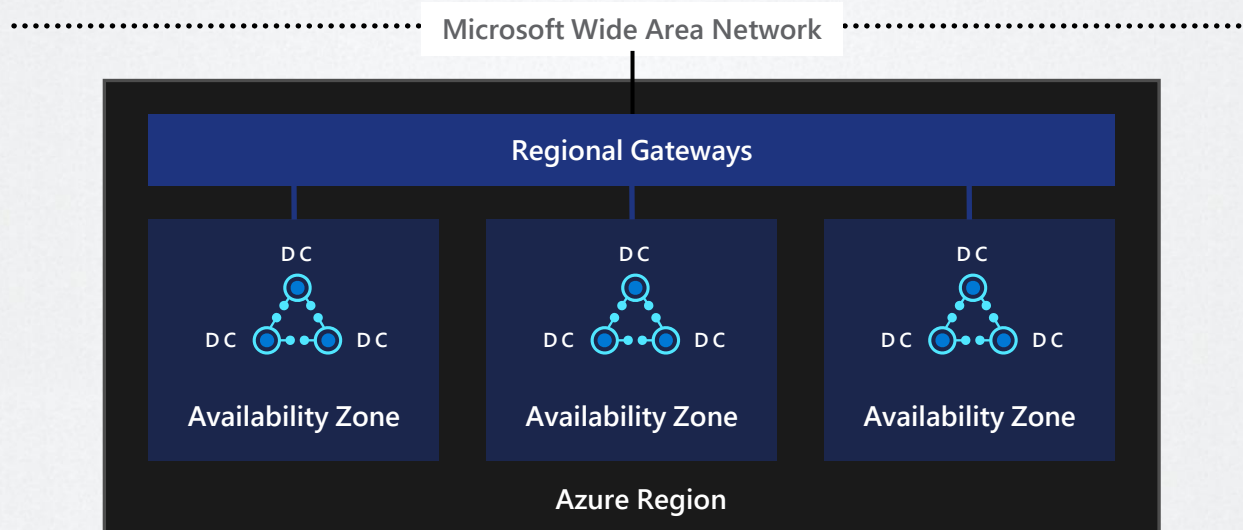 Microsoft Wide Area Network
Regional Gateways
DC DC DC
DC DC DC DC DC DC
Availability Zone Availability Zone Availability Zone
Azure Region